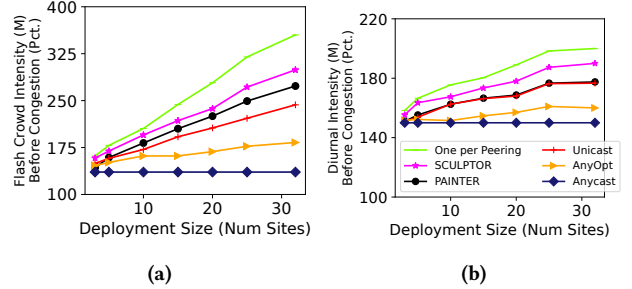 Flash Crowd Intensity (M)
Before Congestion (Pct.)
400
325
250
175
100
10
20
30
Deployment Size (Num Sites)
(a)
Diurnal Intensity (M)
Before Congestion (Pct.)
220
180
140
100
One per Peering
SCULPTOR
PAINTER
Unicast
AnyOpt
Anycast
10
20
30
Deployment Size (Num Sites)
(b)